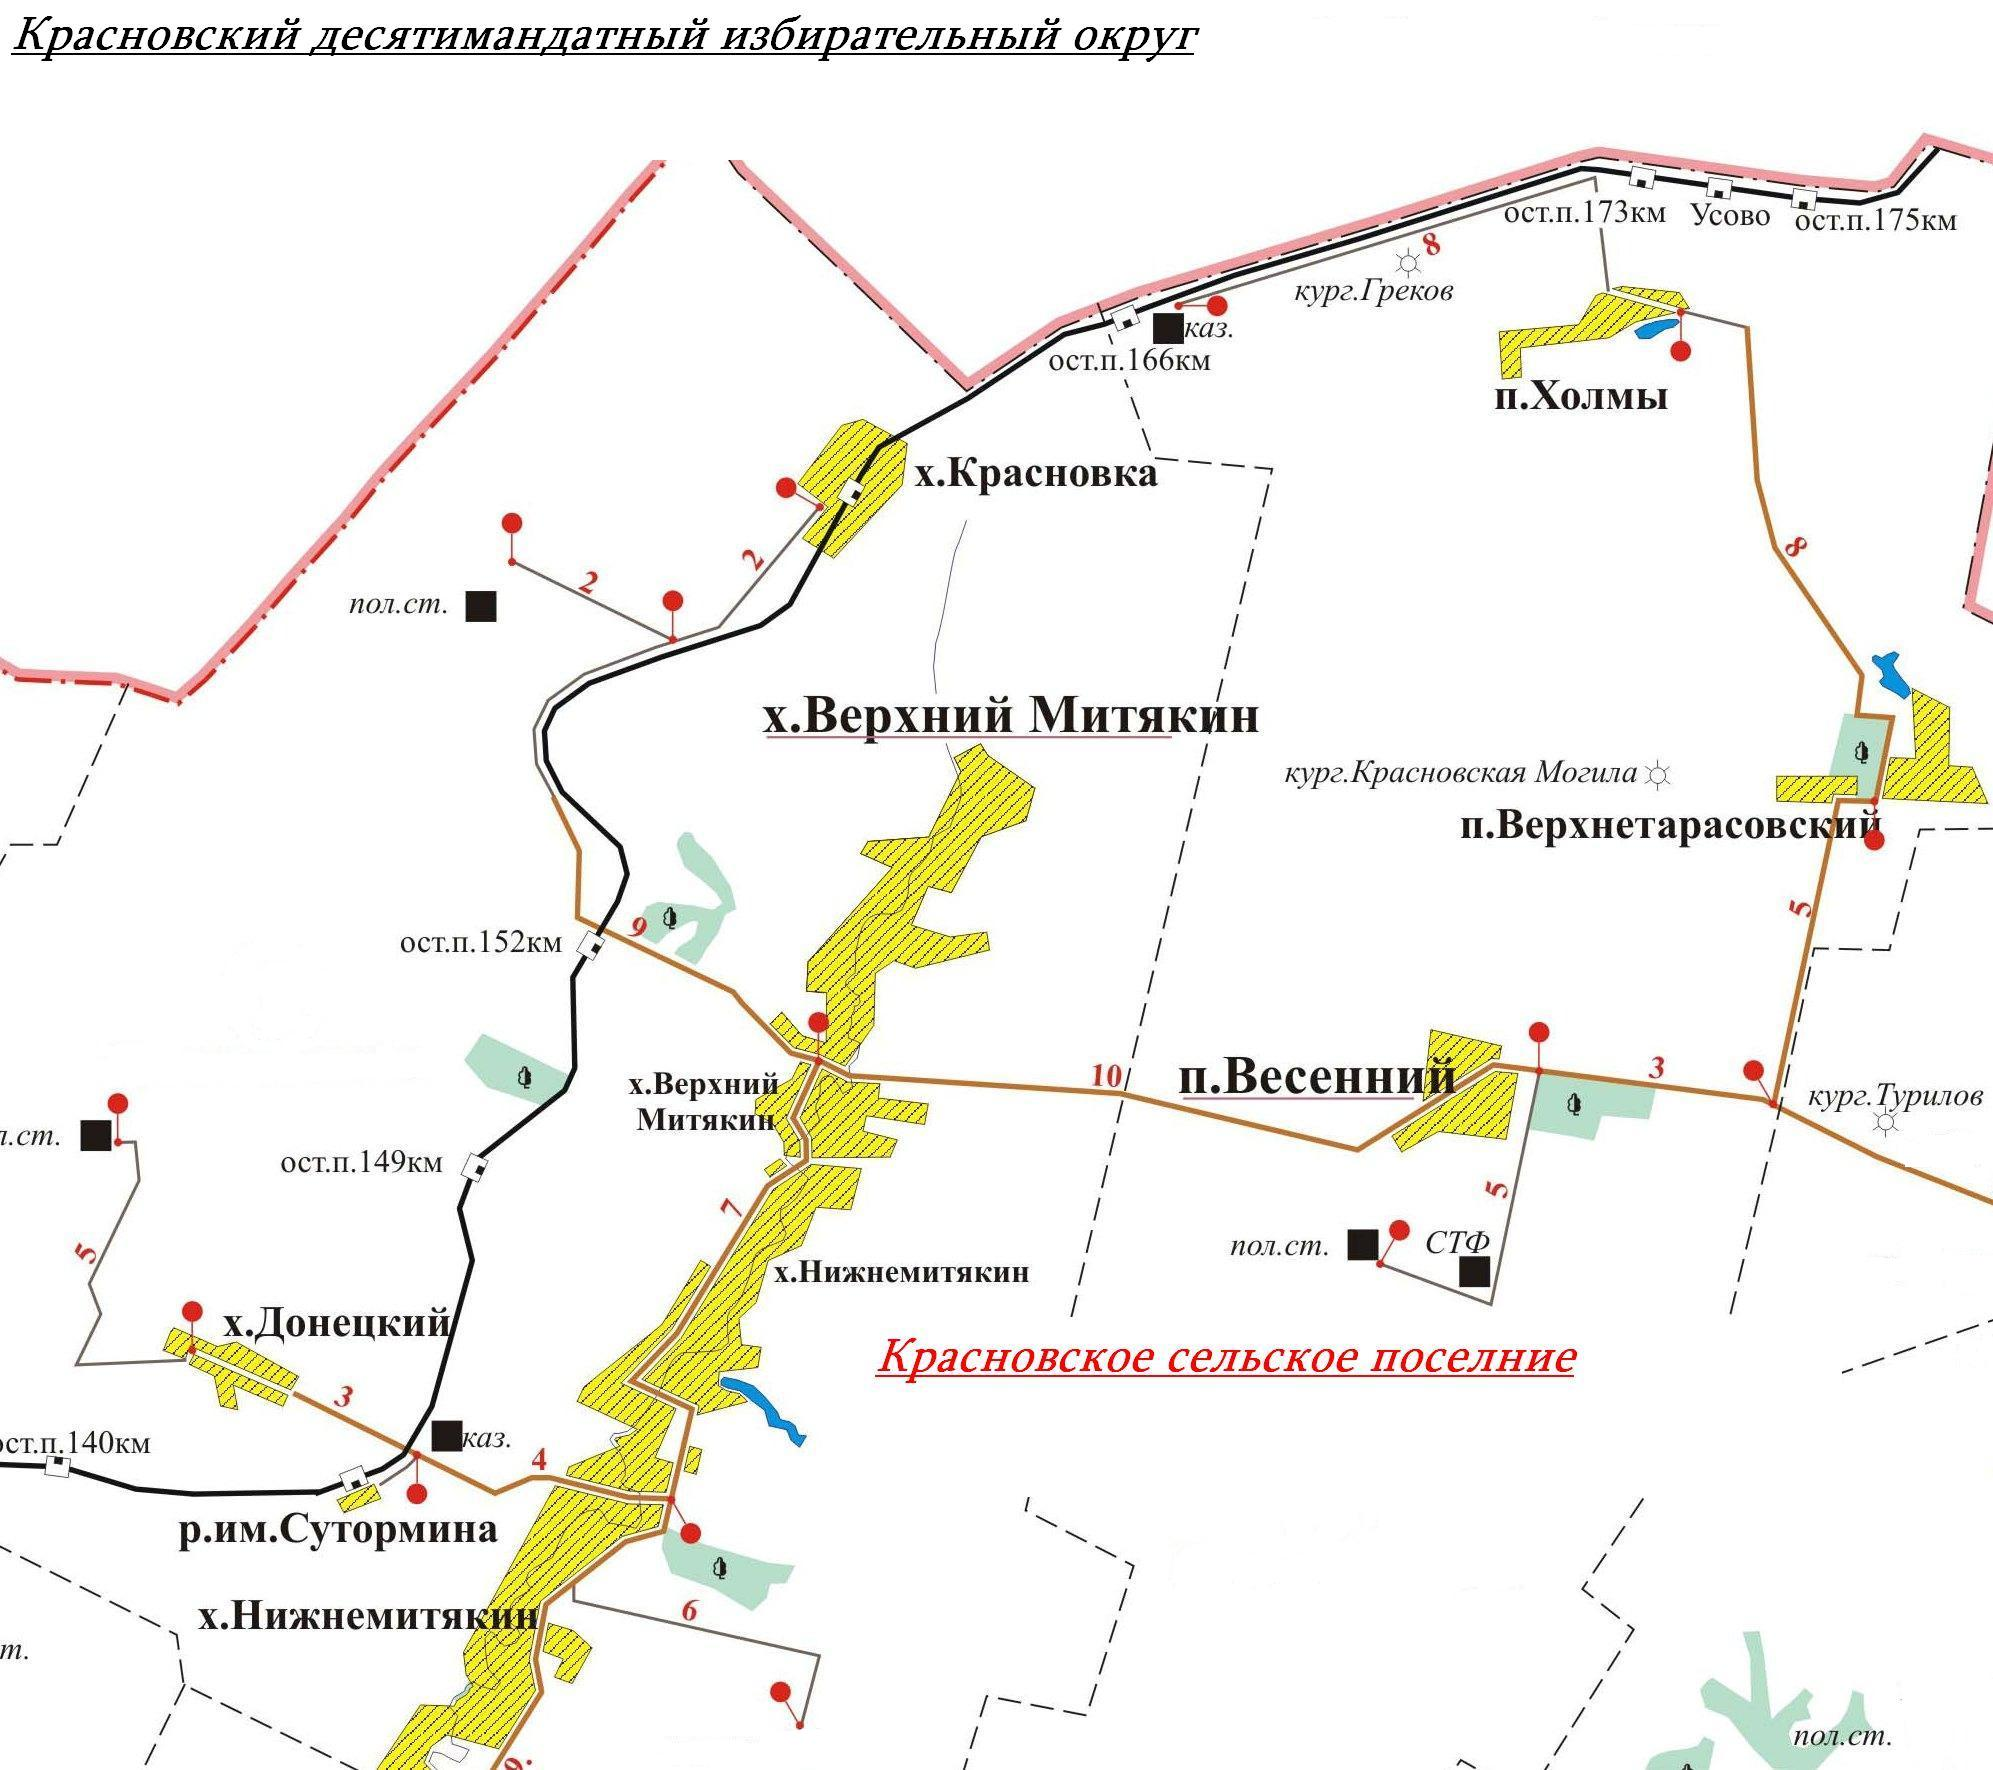 Красновский десятимандатный избирательный округ
ост.п.173км
Усово
ост.п.175км
8
кург.Греков
каз.
ост.п.166км
п.Холмы
х.Красновка
8
2
2
пол.ст.
х.Верхний Митякин
кург.Красновская Могила
п.Верхнетарасовский
5
9
ост.п.152км
10
п.Весенний
3
кург.Турилов
х.Верхний
Митякин
л.ст.
ост.п.149км
7
5
5
пол.ст.
СТФ
х.Нижнемитякин
х.Донецкий
Красновское сельское поселние
3
каз.
ост.п.140км
4
р.им.Сутормина
х.Нижнемитякин
6
т.
пол.ст.
9.